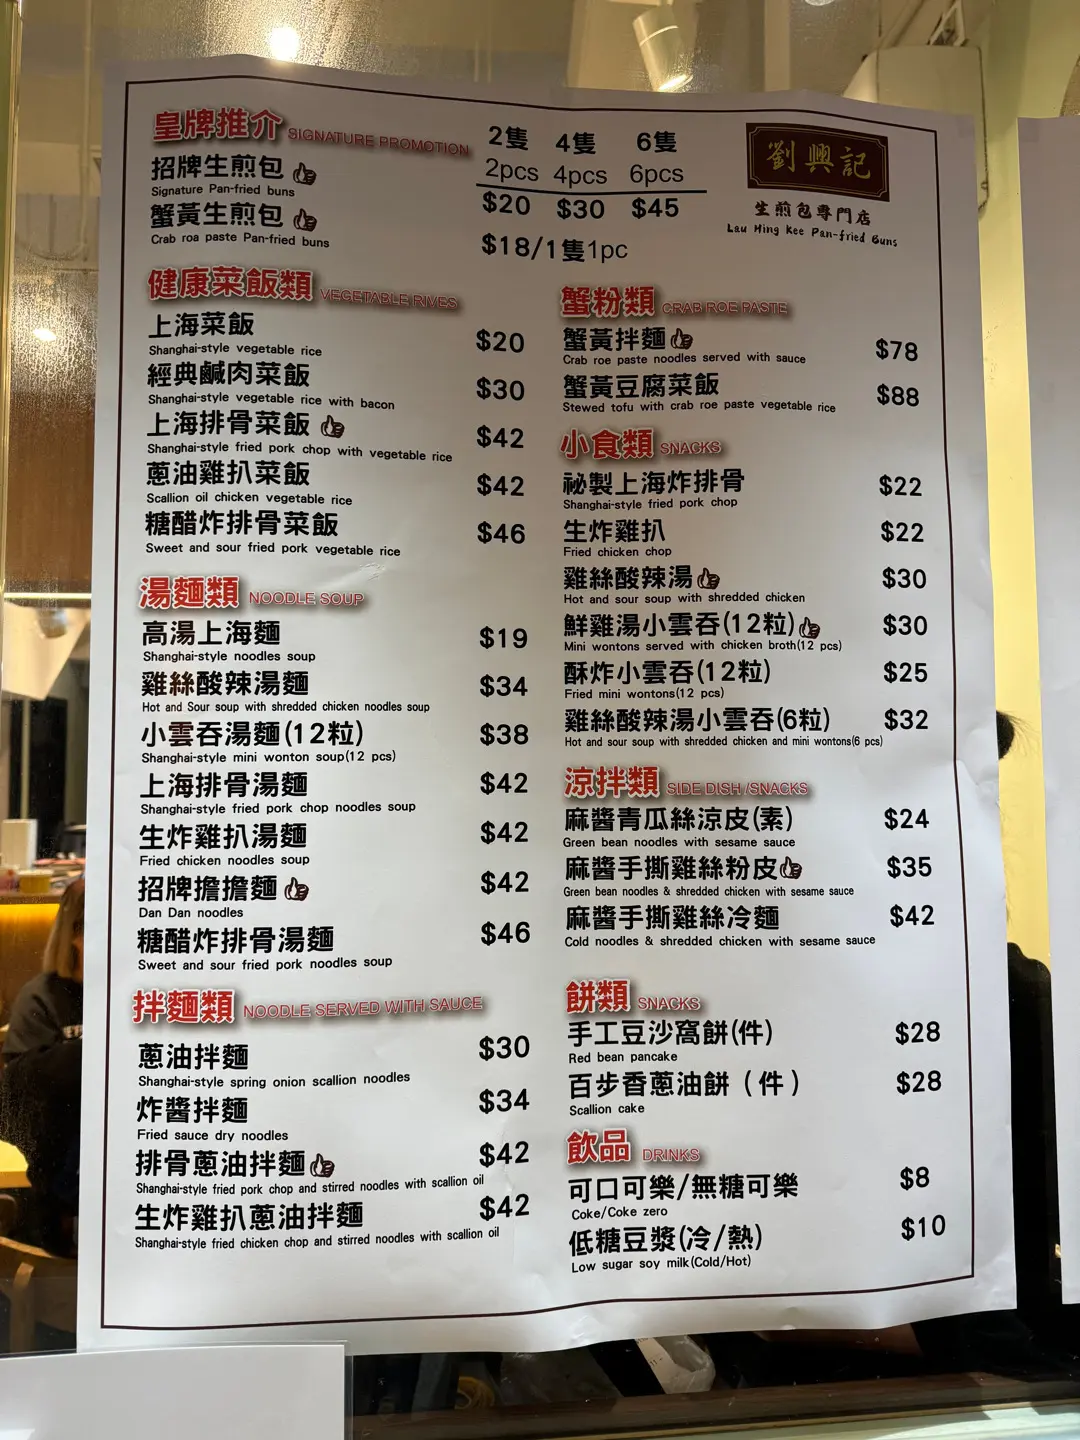 皇牌推介 SIGNATURE PROMOTION
2隻 4隻 6隻
2pcs 4pcs 6pcs
招牌生煎包
Signature Pan-fried buns
$20 $30 $45
蟹黃生煎包
Crab roa paste Pan-fried buns
$18/1隻1pc
劉興記
生煎包專門店
Lau Hing Kee Pan-fried Buns
健康菜飯類 VEGETABLE RIVES
上海菜飯 $20
Shanghai-style vegetable rice
經典鹹肉菜飯 $30
Shanghai-style vegetable rice with bacon
上海排骨菜飯 $42
Shanghai-style fried pork chop with vegetable rice
蔥油雞扒菜飯 $42
Scallion oil chicken vegetable rice
糖醋炸排骨菜飯 $46
Sweet and sour fried pork vegetable rice
湯麵類 NOODLE SOUP
高湯上海麵 $19
Shanghai-style noodles soup
雞絲酸辣湯麵 $34
Hot and Sour soup with shredded chicken noodles soup
小雲吞湯麵(12粒) $38
Shanghai-style mini wonton soup(12 pcs)
上海排骨湯麵 $42
Shanghai-style fried pork chop noodles soup
生炸雞扒湯麵 $42
Fried chicken noodles soup
招牌擔擔麵 $42
Dan Dan noodles
糖醋炸排骨湯麵 $46
Sweet and sour fried pork noodles soup
拌麵類 NOODLE SERVED WITH SAUCE
蔥油拌麵 $30
Shanghai-style spring onion scallion noodles
炸醬拌麵 $34
Fried sauce dry noodles
排骨蔥油拌麵 $42
Shanghai-style fried pork chop and stirred noodles with scallion oil
生炸雞扒蔥油拌麵 $42
Shanghai-style fried chicken chop and stirred noodles with scallion oil
蟹粉類 CRAB ROE PASTE
蟹黃拌麵 $78
Crab roe paste noodles served with sauce
蟹黃豆腐菜飯 $88
Stewed tofu with crab roe paste vegetable rice
小食類 SNACKS
祕製上海炸排骨 $22
Shanghai-style fried pork chop
生炸雞扒 $22
Fried chicken chop
雞絲酸辣湯 $30
Hot and sour soup with shredded chicken
鮮雞湯小雲吞(12粒) $30
Mini wontons served with chicken broth(12 pcs)
酥炸小雲吞(12粒) $25
Fried mini wontons(12 pcs)
雞絲酸辣湯小雲吞(6粒) $32
Hot and sour soup with shredded chicken and mini wontons(6 pcs)
涼拌類 SIDE DISH /SNACKS
麻醬青瓜絲涼皮(素) $24
Green bean noodles with sesame sauce
麻醬手撕雞絲粉皮 $35
Green bean noodles & shredded chicken with sesame sauce
麻醬手撕雞絲冷麵 $42
Cold noodles & shredded chicken with sesame sauce
餅類 SNACKS
手工豆沙窩餅(件) $28
Red bean pancake
百步香蔥油餅(件) $28
Scallion cake
飲品 DRINKS
可口可樂/無糖可樂 $8
Coke/Coke zero
低糖豆漿(冷/熱) $10
Low sugar soy milk(Cold/Hot)